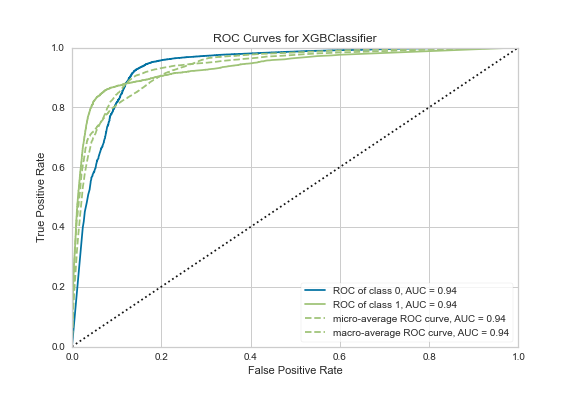 ROC Curves for XGBClassifier
1.0
0.8
0.6
0.4
0.2
0.0
True Positive Rate
0.0 0.2 0.4 0.6 0.8 1.0
False Positive Rate
ROC of class 0, AUC = 0.94
ROC of class 1, AUC = 0.94
micro-average ROC curve, AUC = 0.94
macro-average ROC curve, AUC = 0.94